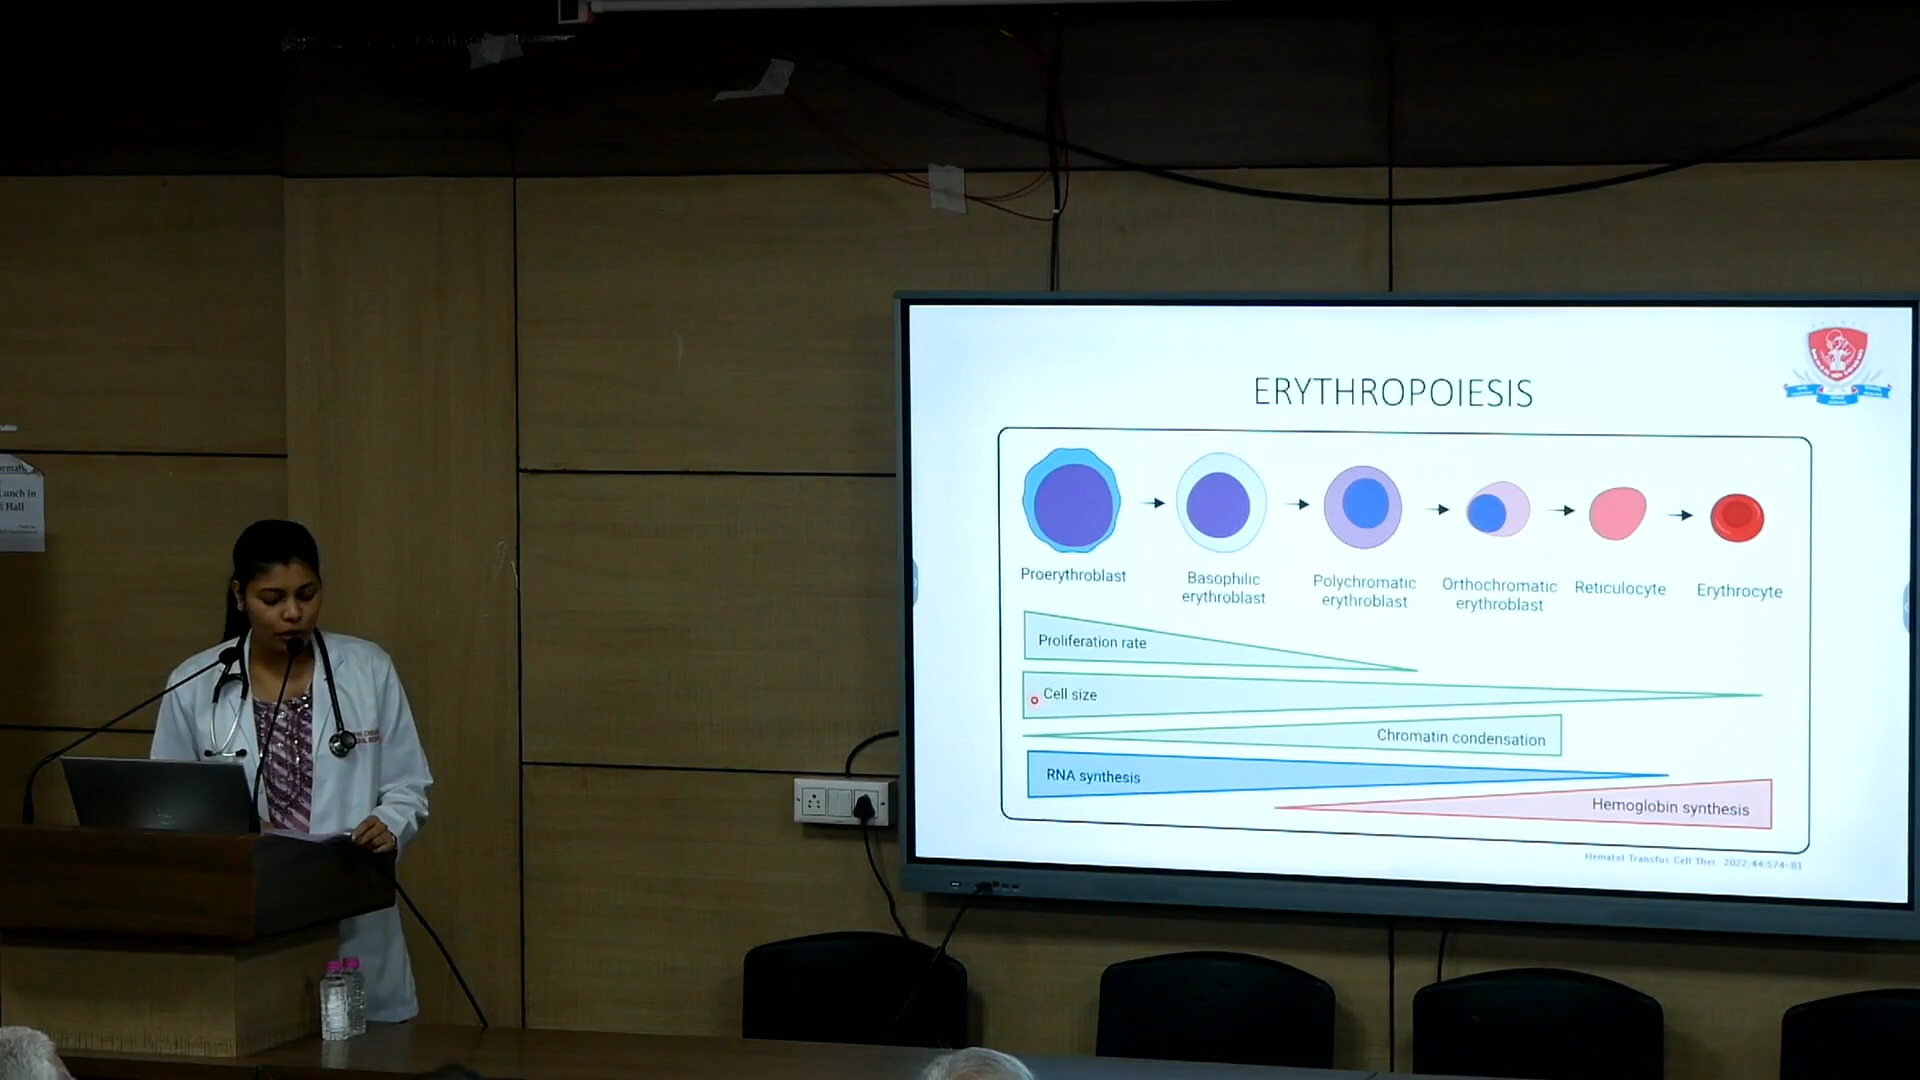 ormatic
Lunch in
Hall
ERYTHROPOIESIS
Proerythroblast
Basophilic
erythroblast
Polychromatic
erythroblast
Orthochromatic
erythroblast
Reticulocyte
Erythrocyte
Proliferation rate
Cell size
Chromatin condensation
RNA synthesis
Hemoglobin synthesis
Hematol Transfus Cell Ther. 2022;44:574-81